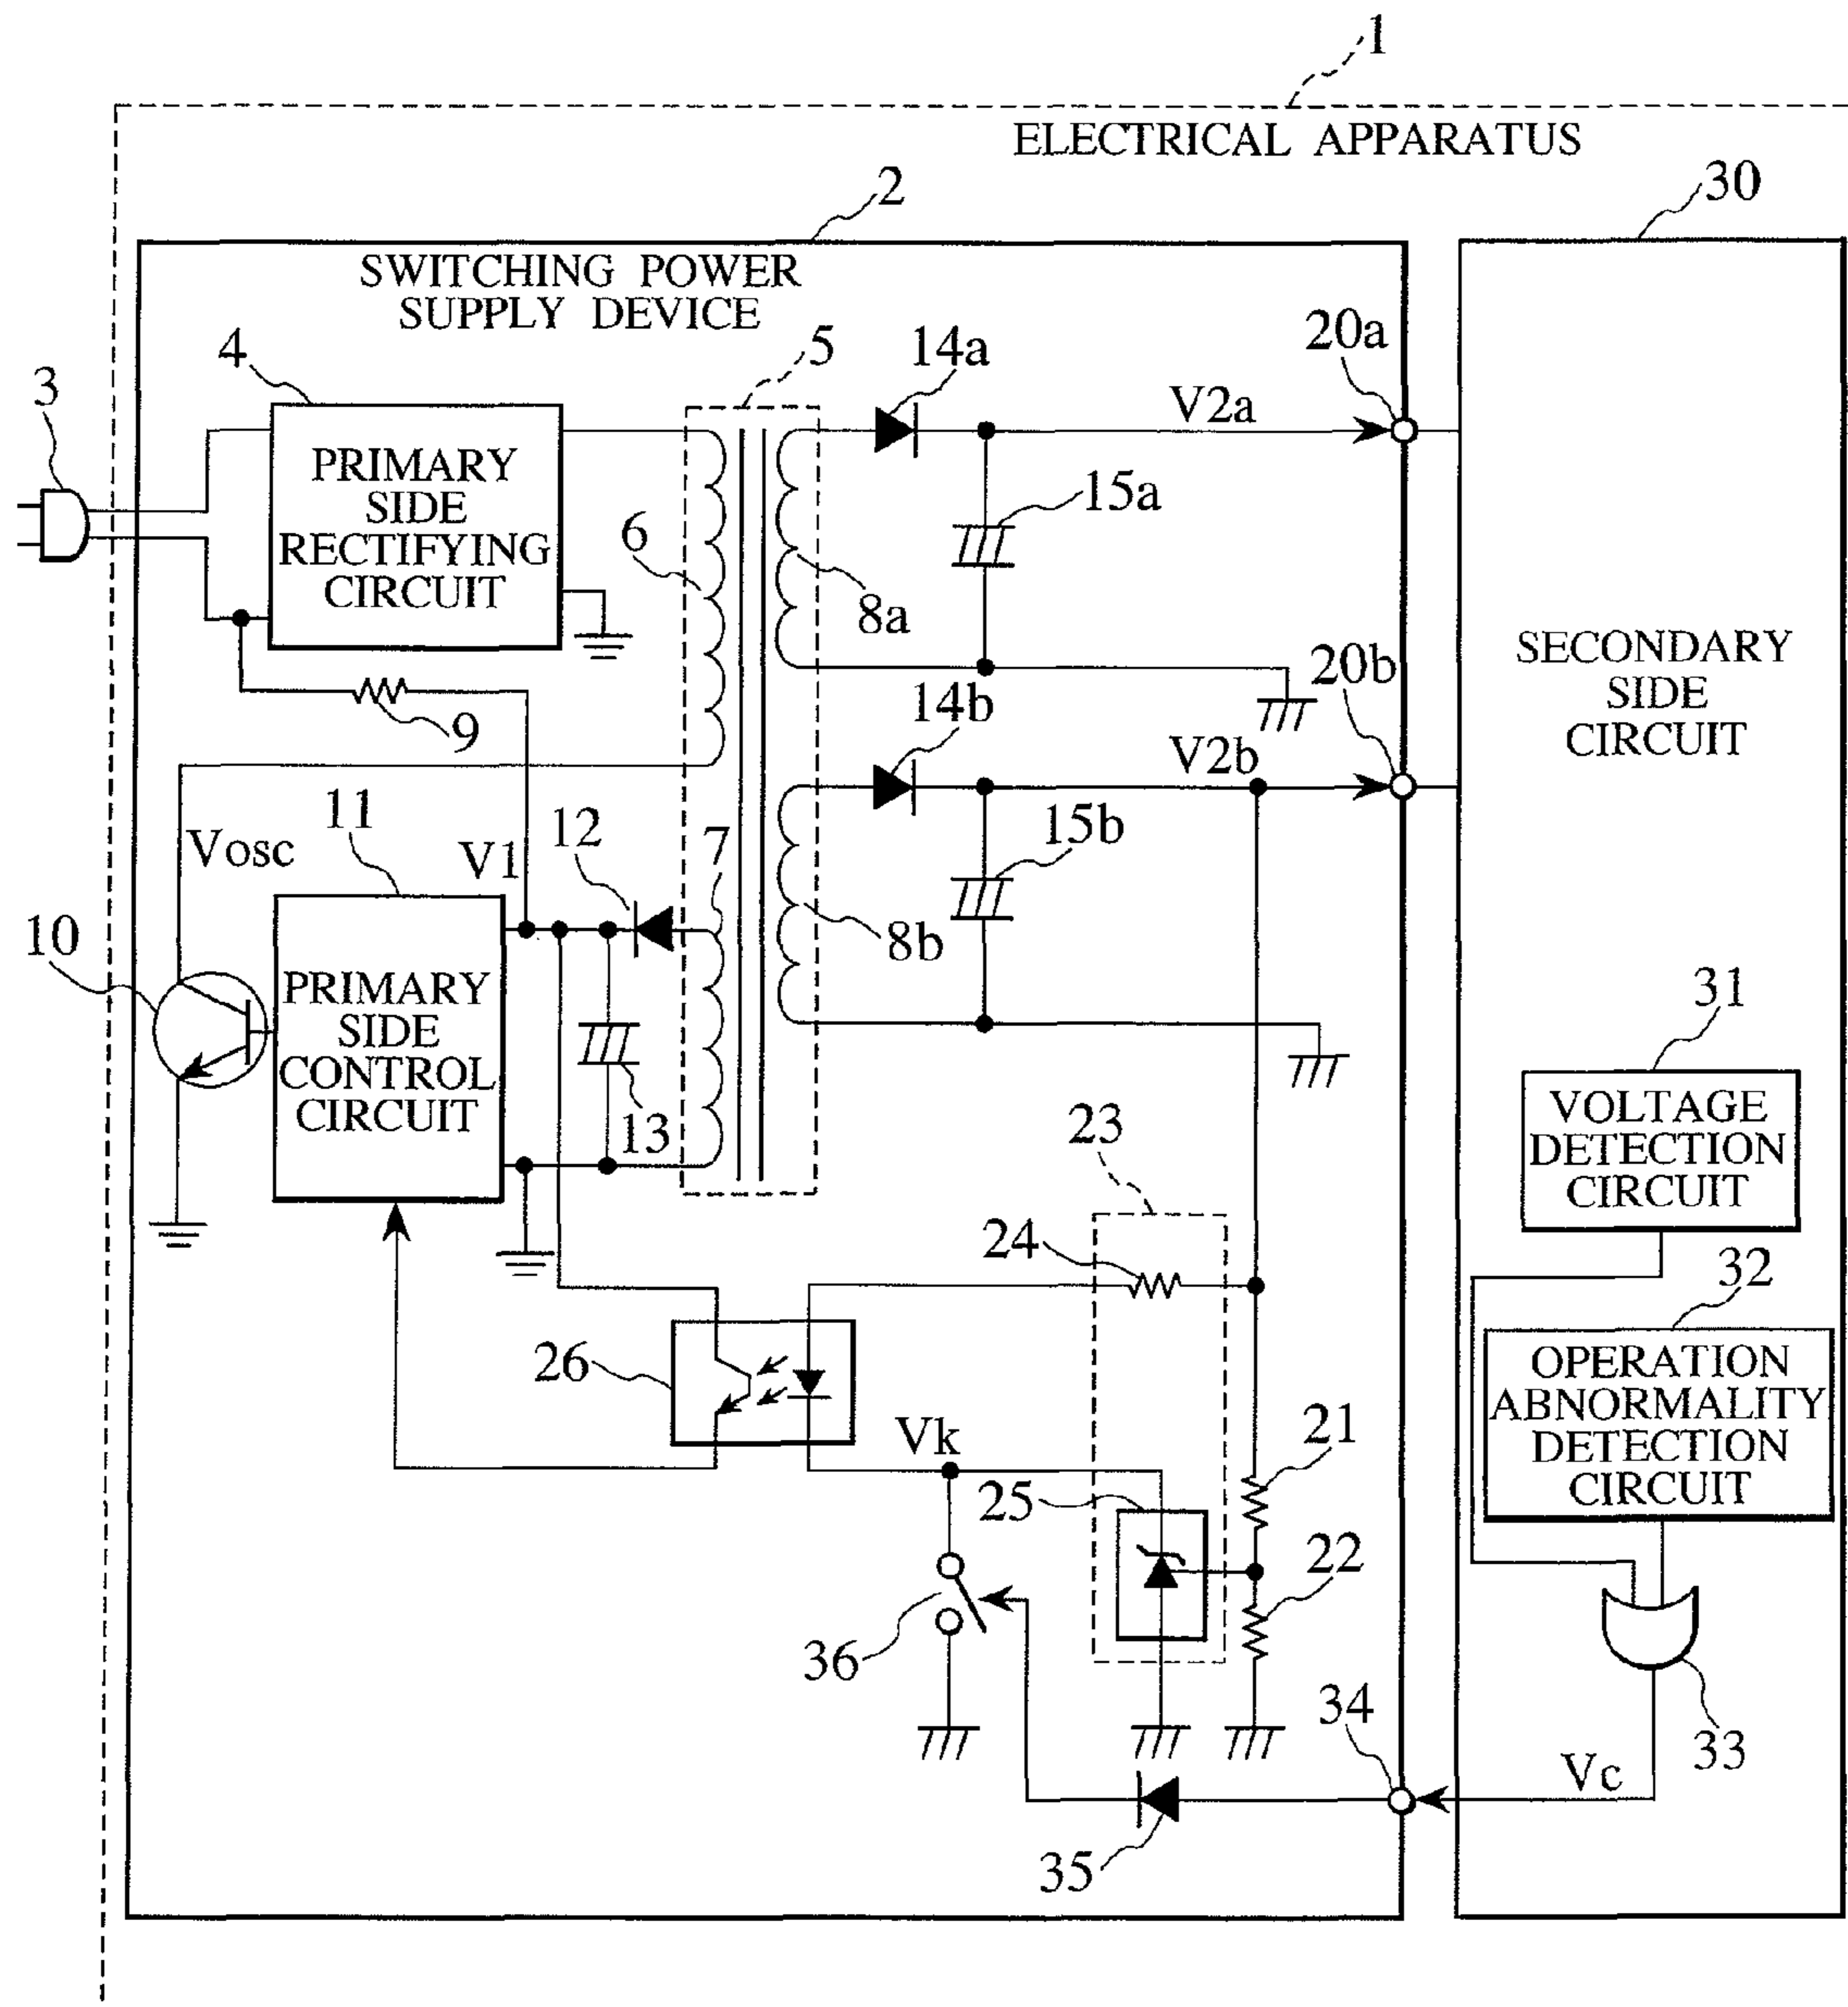 1
ELECTRICAL APPARATUS
2
30
SWITCHING POWER
SUPPLY DEVICE
20a
4
5
14a
3
V2a
PRIMARY
SIDE
RECTIFYING
CIRCUIT
15a
6
8a
SECONDARY
SIDE
CIRCUIT
20b
14b
9
V2b
11
12
7
15b
Vosc
V1
10
8b
PRIMARY
SIDE
CONTROL
CIRCUIT
31
VOLTAGE
DETECTION
CIRCUIT
13
23
24
32
26
OPERATION
ABNORMALITY
DETECTION
CIRCUIT
21
Vk
25
22
36
34
33
Vc
35